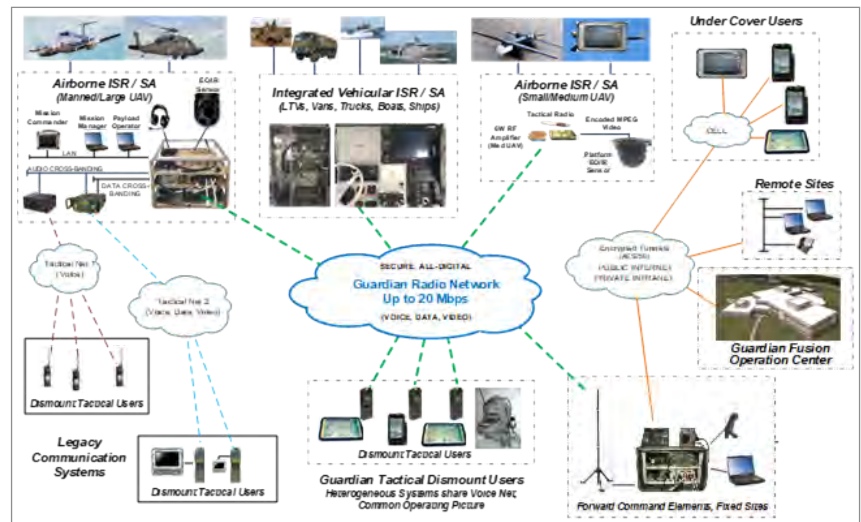 Airborne ISR / SA
(Manned/Large UAV)
EO/IR
Sensor
Mission
Commander
Mission
Manager
Payload
Operator
LAN
AUDIO CROSS-BANDING
DATA CROSS-
BANDING
Integrated Vehicular ISR / SA
(LTVs, Vans, Trucks, Boats, Ships)
Airborne ISR / SA
(Small/Medium UAV)
Tactical Radio
6W RF
Amplifier
(Med UAV)
Encoded MPEG
Video
Platform
EO/IR
Sensor
Under Cover Users
CELL
Remote Sites
Encrypted Tunnels
(AES256)
(PUBLIC INTERNET)
(PRIVATE INTRANET)
Guardian Fusion
Operation Center
Tactical Net 1
(Voice)
Tactical Net 2
(Voice, Data, Video)
SECURE, ALL-DIGITAL
Guardian Radio Network
Up to 20 Mbps
(VOICE, DATA, VIDEO)
Dismount Tactical Users
Legacy
Communication
Systems
Dismount Tactical Users
Dismount Tactical Users
Guardian Tactical Dismount Users
Heterogeneous Systems share Voice Net,
Common Operating Picture
Forward Command Elements, Fixed Sites